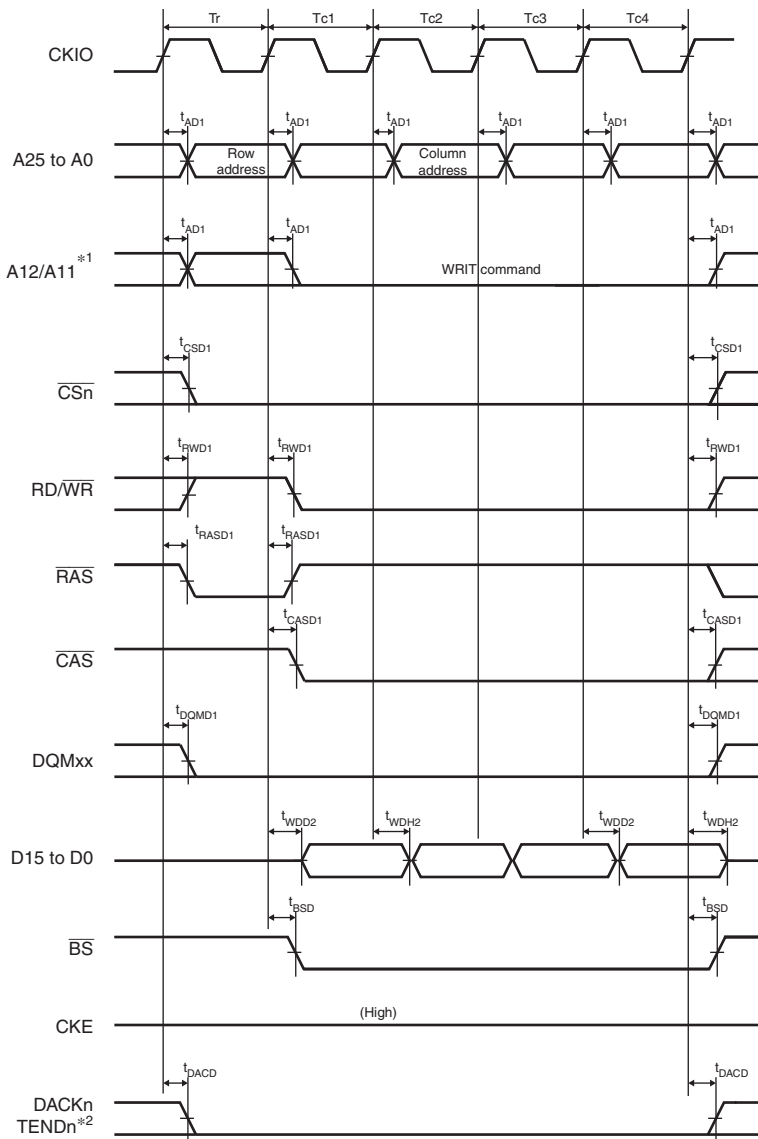 Tr Tc1 Tc2 Tc3 Tc4
CKIO
tAD1 tAD1 tAD1 tAD1 tAD1 tAD1
A25 to A0
Row address
Column address
tAD1 tAD1 tAD1
A12/A11 *1
WRIT command
tCSD1 tCSD1
CSn
tRWD1 tRWD1 tRWD1
RD/WR
tRASD1 tRASD1
RAS
tCASD1 tCASD1
CAS
tDQMD1 tDQMD1
DQMxx
tWDD2 tWDH2 tWDD2 tWDH2
D15 to D0
tBSD tBSD
BS
(High)
CKE
tDACD tDACD
DACKn
TENDn*2